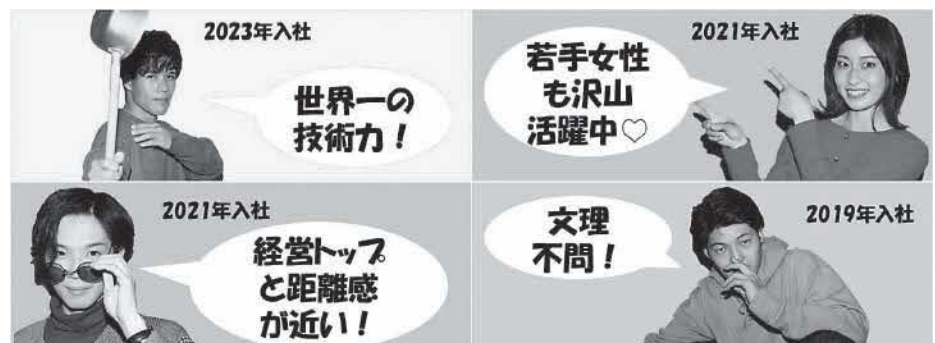 2023年入社
世界一の
技術力！
2021年入社
若手女性
も沢山
活躍中♡
2021年入社
経営トップ
と距離感
が近い！
2019年入社
文理
不問！